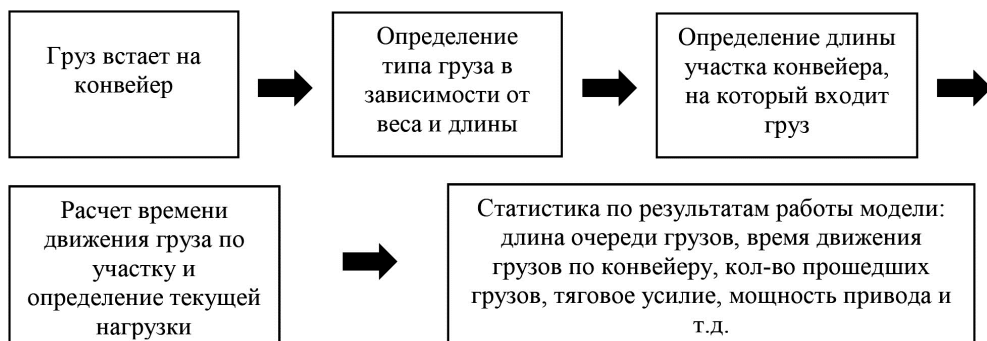 Груз встает на
конвейер
Определение
типа груза в
зависимости от
веса и длины
Определение длины
участка конвейера,
на который входит
груз
Расчет времени
движения груза по
участку и
определение текущей
нагрузки
Статистика по результатам работы модели:
длина очереди грузов, время движения
грузов по конвейеру, кол-во прошедших
грузов, тяговое усилие, мощность привода и
т.д.